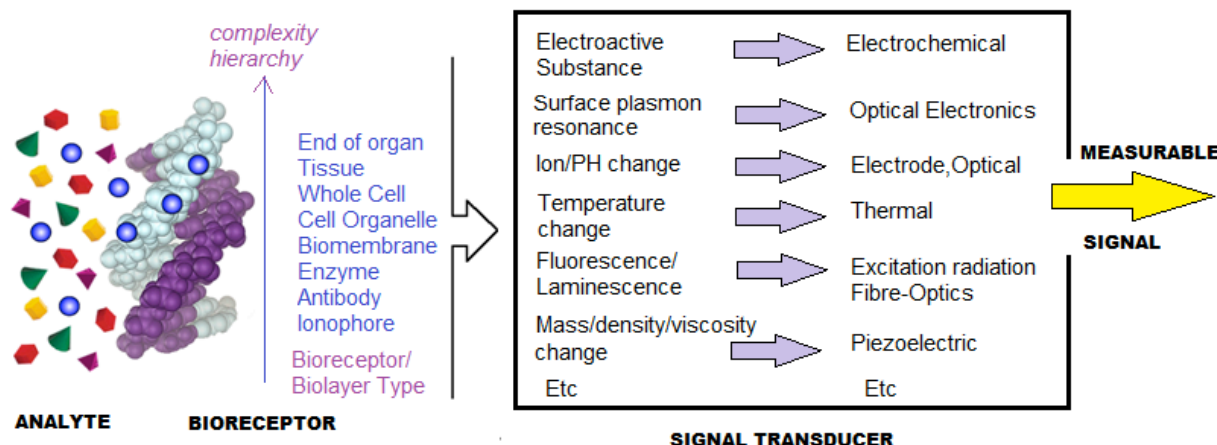 complexity
hierarchy
End of organ
Tissue
Whole Cell
Cell Organelle
Biomembrane
Enzyme
Antibody
Ionophore
Bioreceptor/
Biolayer Type
ANALYTE
BIORECEPTOR
Electroactive
Substance
Electrochemical
Surface plasmon
resonance
Optical Electronics
Ion/PH change
Electrode,Optical
Temperature
change
Thermal
Fluorescence/
Laminescence
Excitation radiation
Fibre-Optics
Mass/density/viscosity
change
Piezoelectric
Etc
Etc
SIGNAL TRANSDUCER
MEASURABLE
SIGNAL